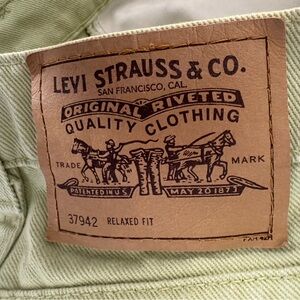 LEVI STRAUSS & CO.
SAN FRANCISCO, CAL.
ORIGINAL RIVETED
QUALITY CLOTHING
TRADE MARK
PATENTED IN U.S. MAY 20 1873
37942 RELAXED FIT